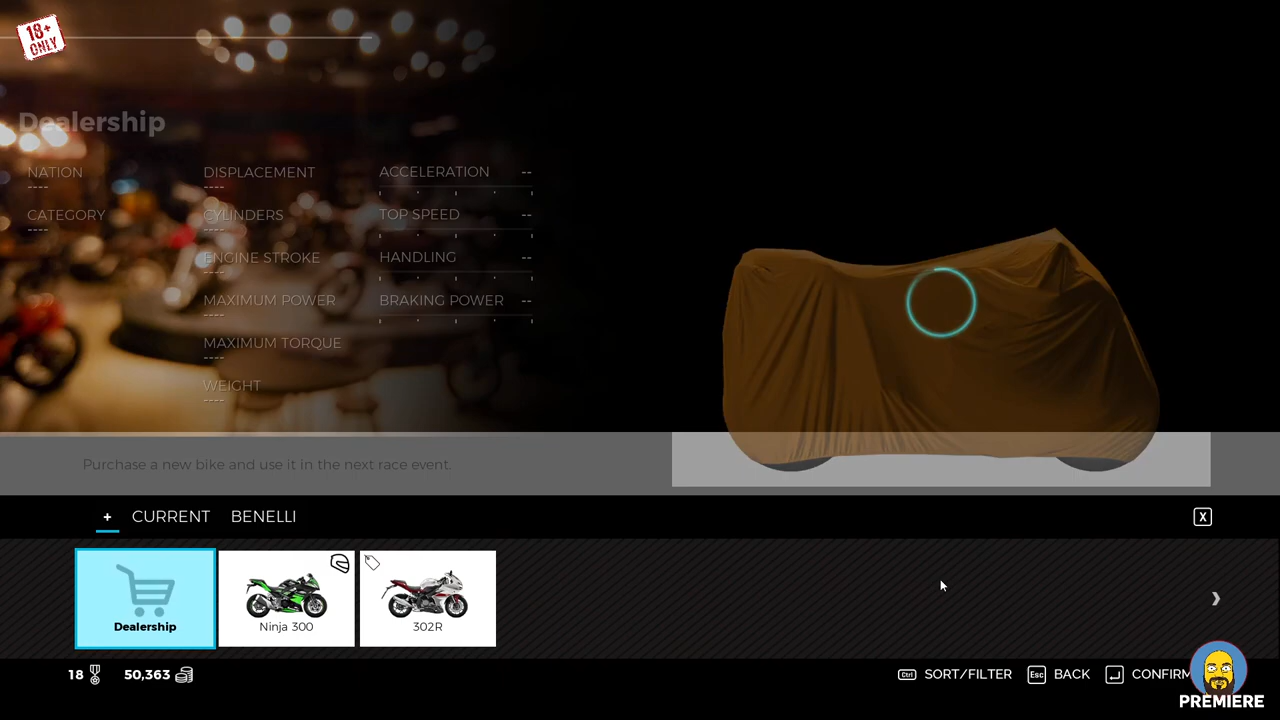 18+
ONLY
Dealership
NATION
----
CATEGORY
----
DISPLACEMENT
----
CYLINDERS
----
ENGINE STROKE
----
MAXIMUM POWER
----
MAXIMUM TORQUE
----
WEIGHT
----
ACCELERATION --
TOP SPEED --
HANDLING --
BRAKING POWER --
Purchase a new bike and use it in the next race event.
+ CURRENT BENELLI X
Dealership
Ninja 300
302R
18 50,363
Ctrl SORT/FILTER Esc BACK CONFIRM
PREMIERE